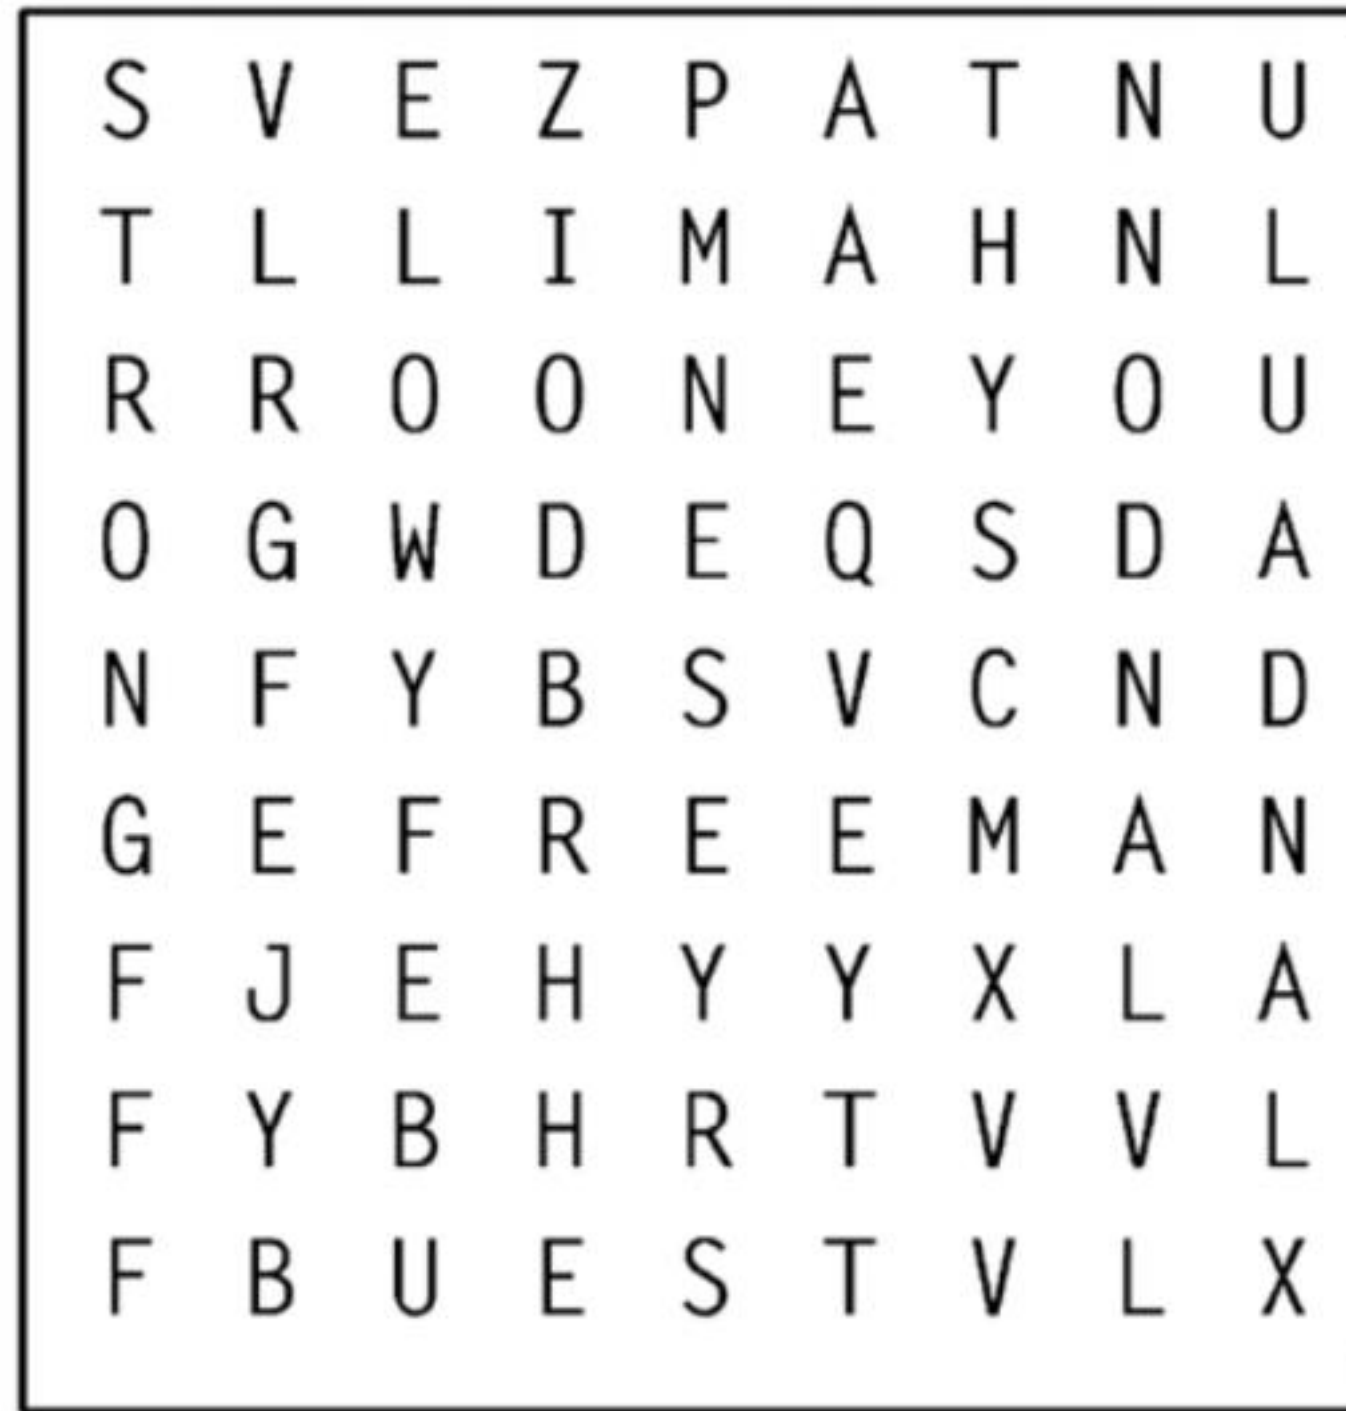 S V E Z P A T N U
T L L I M A H N L
R R O O N E Y O U
O G W D E Q S D A
N F Y B S V C N D
G E F R E E M A N
F J E H Y Y X L A
F Y B H R T V V L
F B U E S T V L X